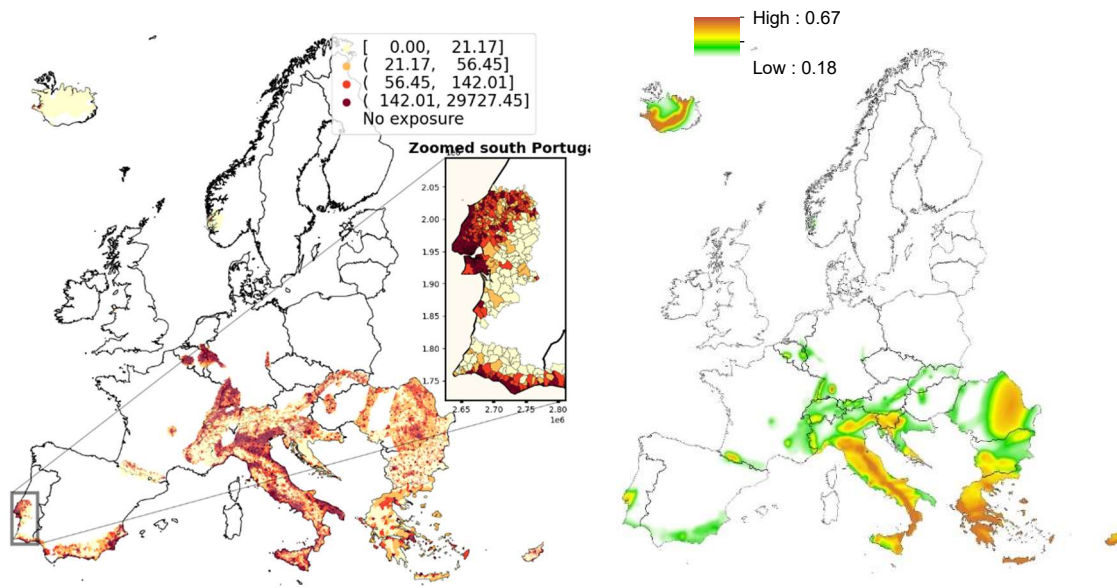 [ 0.00, 21.17]
( 21.17, 56.45]
( 56.45, 142.01]
( 142.01, 29727.45]
No exposure
Zoomed south Portuga
1e6
2.05
2.00
1.95
1.90
1.85
1.80
1.75
2.65 2.70 2.75 2.80
1e6
High : 0.67
Low : 0.18